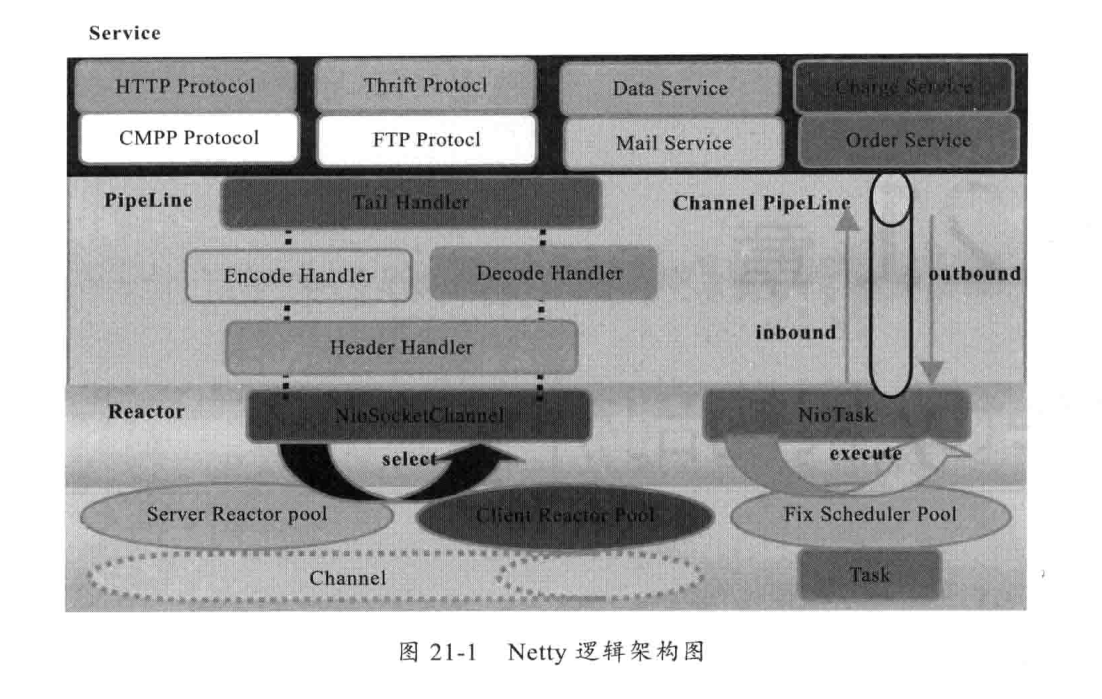 Service
HTTP Protocol
Thrift Protocl
Data Service
Charge Service
CMPP Protocol
FTP Protocl
Mail Service
Order Service
PipeLine
Tail Handler
Channel PipeLine
Encode Handler
Decode Handler
outbound
inbound
Header Handler
Reactor
NioSocketChannel
NioTask
select
execute
Server Reactor pool
Client Reactor Pool
Fix Scheduler Pool
Channel
Task
图 21-1 Netty 逻辑架构图